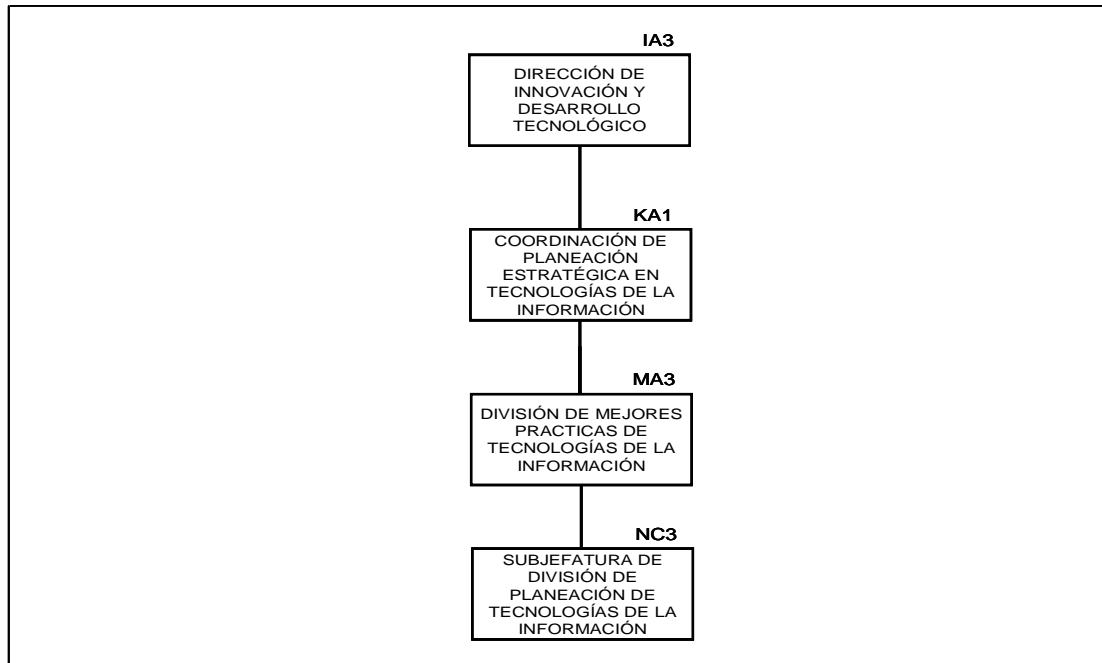 IA3
DIRECCIÓN DE
INNOVACIÓN Y
DESARROLLO
TECNOLÓGICO
KA1
COORDINACIÓN DE
PLANEACIÓN
ESTRATÉGICA EN
TECNOLOGÍAS DE LA
INFORMACIÓN
MA3
DIVISIÓN DE MEJORES
PRACTICAS DE
TECNOLOGÍAS DE LA
INFORMACIÓN
NC3
SUBJEFATURA DE
DIVISIÓN DE
PLANEACIÓN DE
TECNOLOGÍAS DE LA
INFORMACIÓN